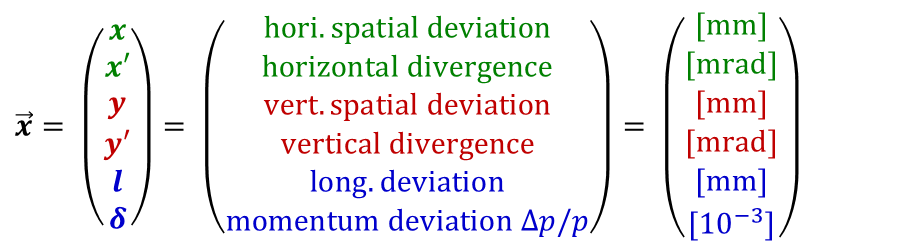 x⃗ = ( x ) = ( hori. spatial deviation ) = ( [mm] )
x′ horizontal divergence [mrad]
y vert. spatial deviation [mm]
y′ vertical divergence [mrad]
l long. deviation [mm]
δ momentum deviation Δp/p [10⁻³]